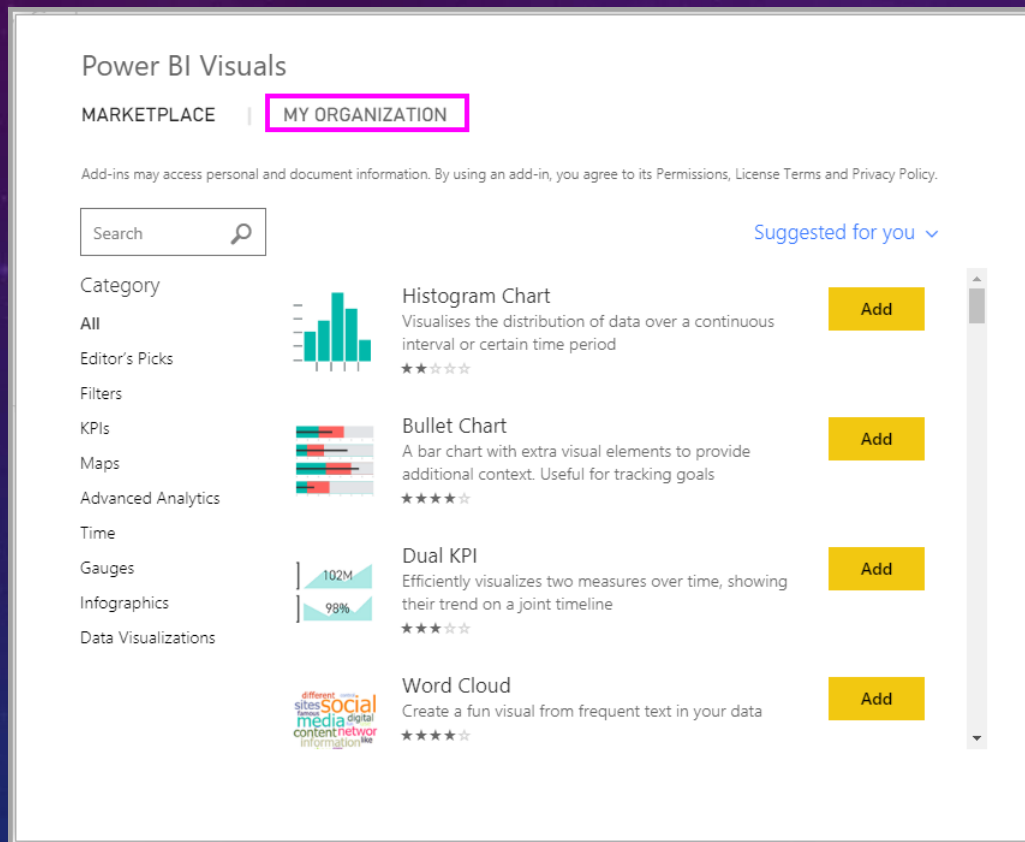 Power BI Visuals
MARKETPLACE | MY ORGANIZATION
Add-ins may access personal and document information. By using an add-in, you agree to its Permissions, License Terms and Privacy Policy.
Search
Suggested for you
Category
All
Editor's Picks
Filters
KPIs
Maps
Advanced Analytics
Time
Gauges
Infographics
Data Visualizations
Histogram Chart
Visualises the distribution of data over a continuous
interval or certain time period
Add
Bullet Chart
A bar chart with extra visual elements to provide
additional context. Useful for tracking goals
Add
102M
98%
Dual KPI
Efficiently visualizes two measures over time, showing
their trend on a joint timeline
Add
different
sites social
famous
media digital
content networ
information like
Word Cloud
Create a fun visual from frequent text in your data
Add